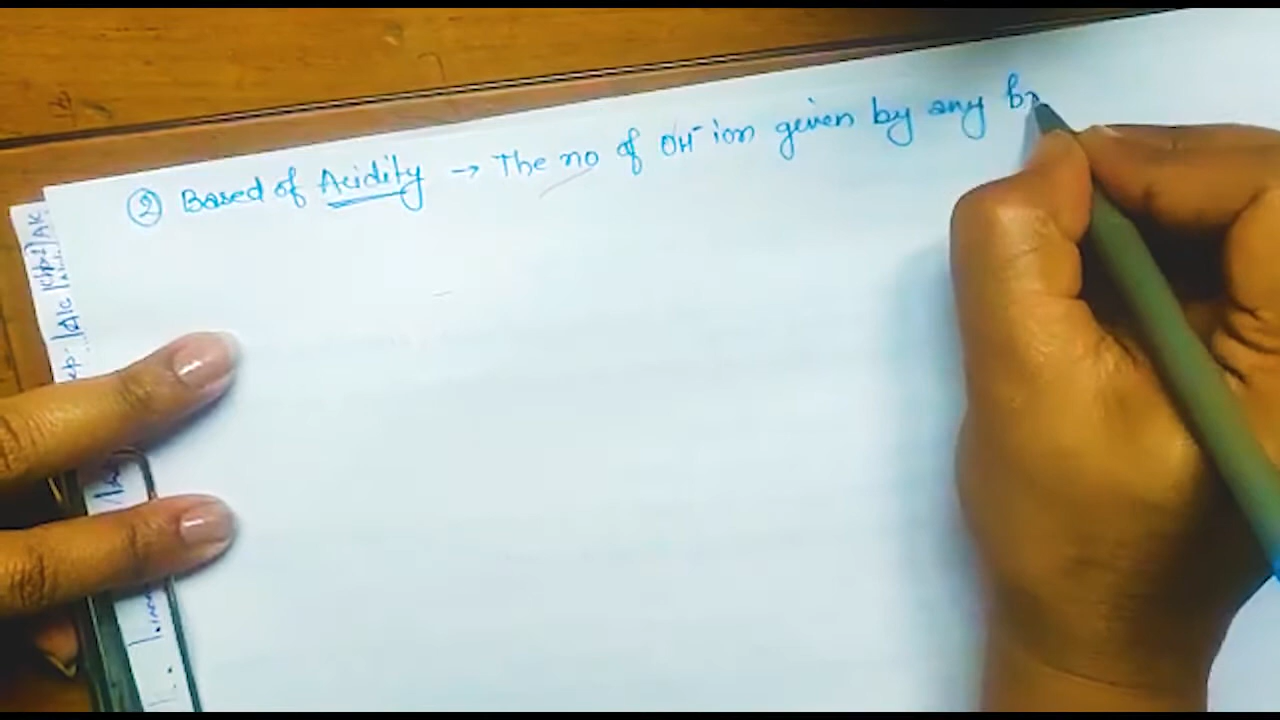 ② Based of Acidity → The no of OH⁻ ion given by any